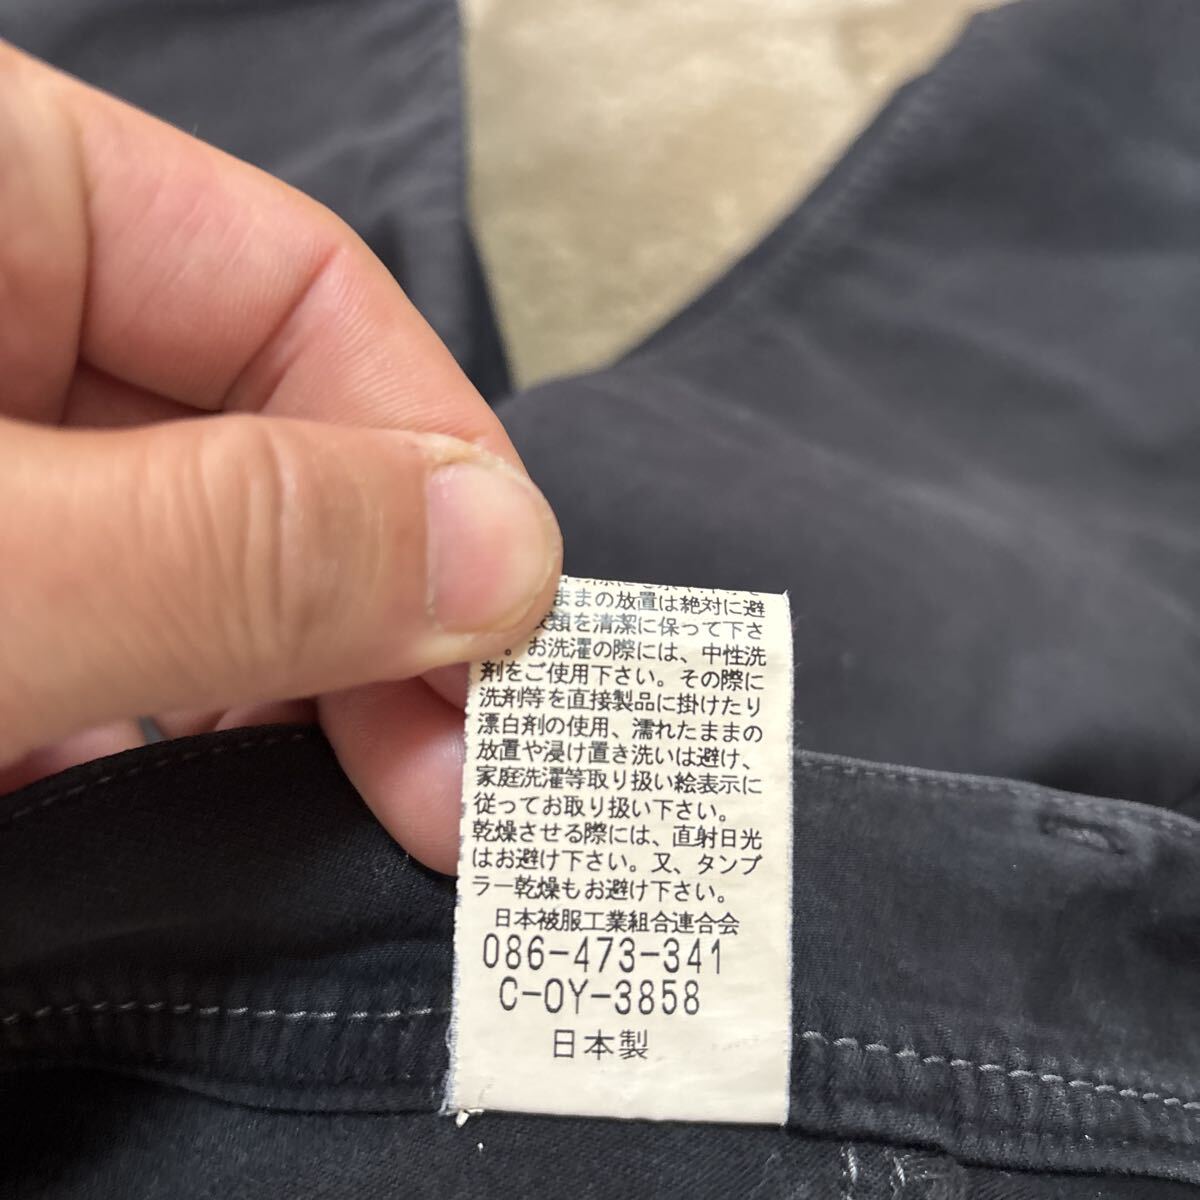 ままの放置は絶対に避
類を清潔に保って下さ
。お洗濯の際には、中性洗
剤をご使用下さい。その際に
洗剤等を直接製品に掛けたり
漂白剤の使用、濡れたままの
放置や浸け置き洗いは避け、
家庭洗濯等取り扱い絵表示に
従ってお取り扱い下さい。
乾燥させる際には、直射日光
はお避け下さい。又、タンブ
ラー乾燥もお避け下さい。
日本被服工業組合連合会
086-473-341
C-OY-3858
日本製